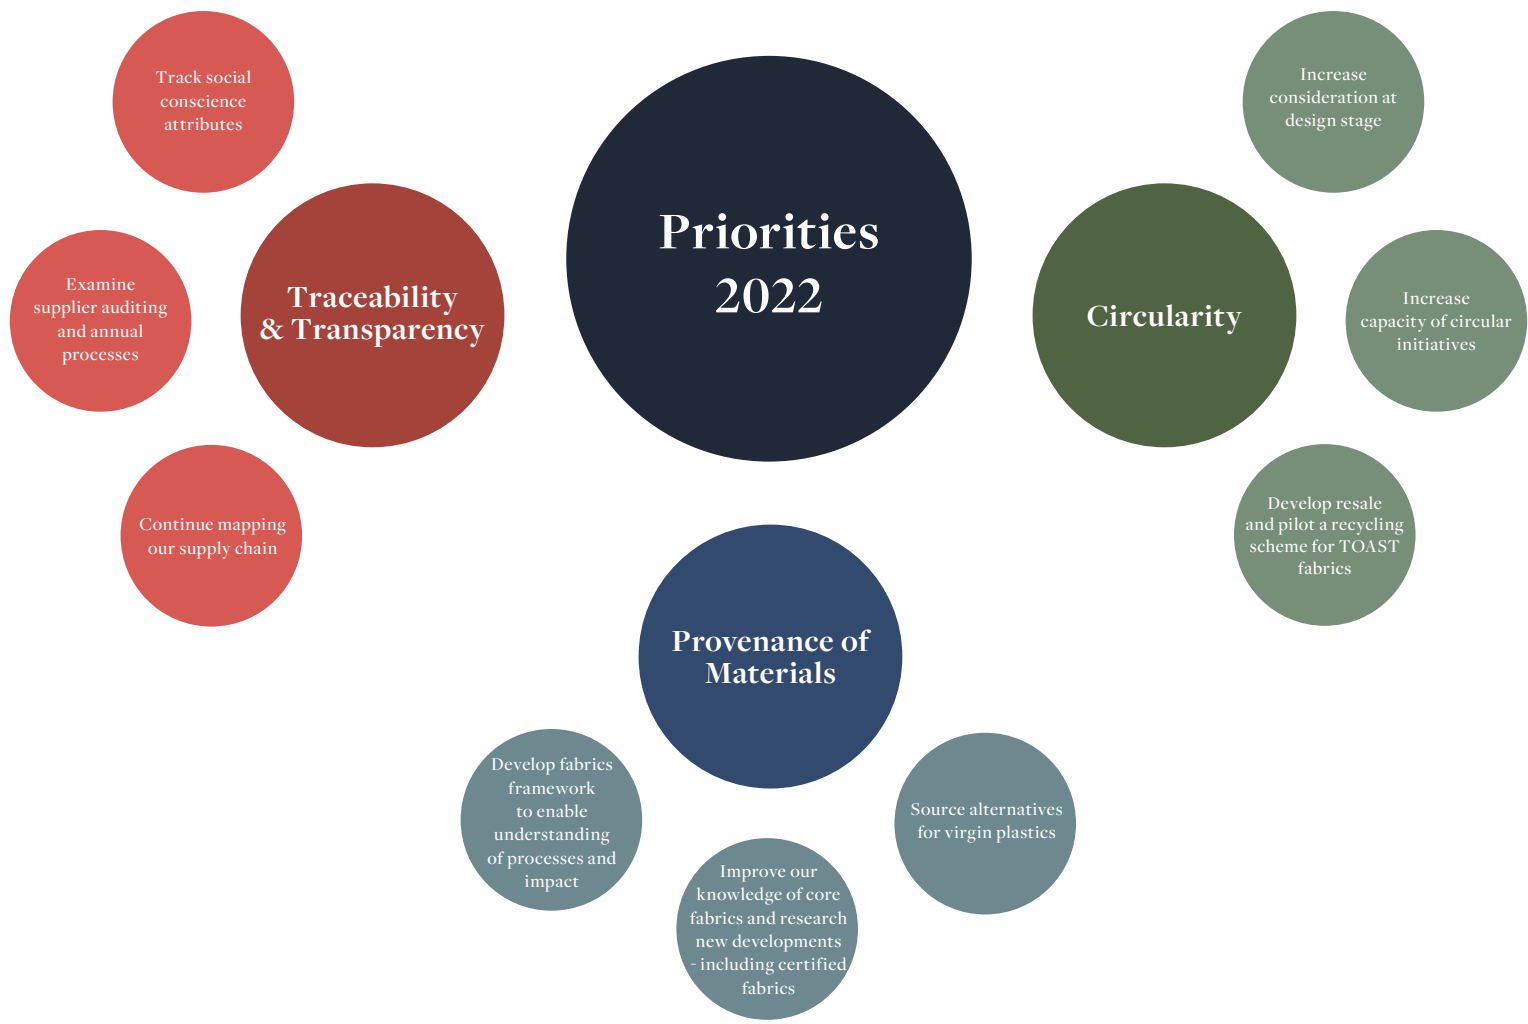 Priorities
2022
Traceability
& Transparency
Track social
conscience
attributes
Examine
supplier auditing
and annual
processes
Continue mapping
our supply chain
Circularity
Increase
consideration at
design stage
Increase
capacity of circular
initiatives
Develop resale
and pilot a recycling
scheme for TOAST
fabrics
Provenance of
Materials
Develop fabrics
framework
to enable
understanding
of processes and
impact
Improve our
knowledge of core
fabrics and research
new developments
- including certified
fabrics
Source alternatives
for virgin plastics